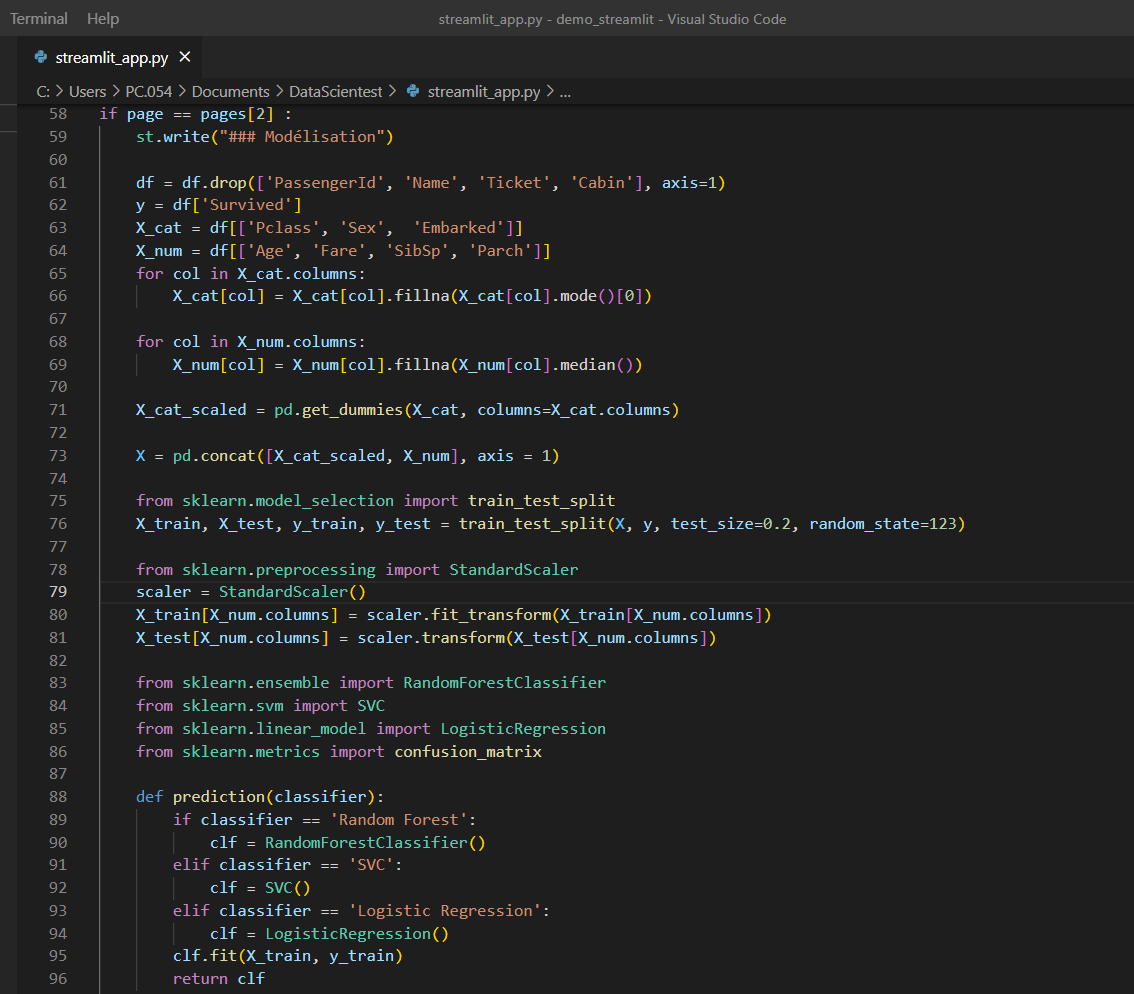 Terminal Help streamlit_app.py - demo_streamlit - Visual Studio Code
streamlit_app.py ×
C: > Users > PC.054 > Documents > DataScientest > streamlit_app.py > ...
58 if page == pages[2] :
59     st.write("### Modélisation")
60
61     df = df.drop(['PassengerId', 'Name', 'Ticket', 'Cabin'], axis=1)
62     y = df['Survived']
63     X_cat = df[['Pclass', 'Sex',  'Embarked']]
64     X_num = df[['Age', 'Fare', 'SibSp', 'Parch']]
65     for col in X_cat.columns:
66         X_cat[col] = X_cat[col].fillna(X_cat[col].mode()[0])
67
68     for col in X_num.columns:
69         X_num[col] = X_num[col].fillna(X_num[col].median())
70
71     X_cat_scaled = pd.get_dummies(X_cat, columns=X_cat.columns)
72
73     X = pd.concat([X_cat_scaled, X_num], axis = 1)
74
75     from sklearn.model_selection import train_test_split
76     X_train, X_test, y_train, y_test = train_test_split(X, y, test_size=0.2, random_state=123)
77
78     from sklearn.preprocessing import StandardScaler
79     scaler = StandardScaler()
80     X_train[X_num.columns] = scaler.fit_transform(X_train[X_num.columns])
81     X_test[X_num.columns] = scaler.transform(X_test[X_num.columns])
82
83     from sklearn.ensemble import RandomForestClassifier
84     from sklearn.svm import SVC
85     from sklearn.linear_model import LogisticRegression
86     from sklearn.metrics import confusion_matrix
87
88     def prediction(classifier):
89         if classifier == 'Random Forest':
90             clf = RandomForestClassifier()
91         elif classifier == 'SVC':
92             clf = SVC()
93         elif classifier == 'Logistic Regression':
94             clf = LogisticRegression()
95         clf.fit(X_train, y_train)
96         return clf